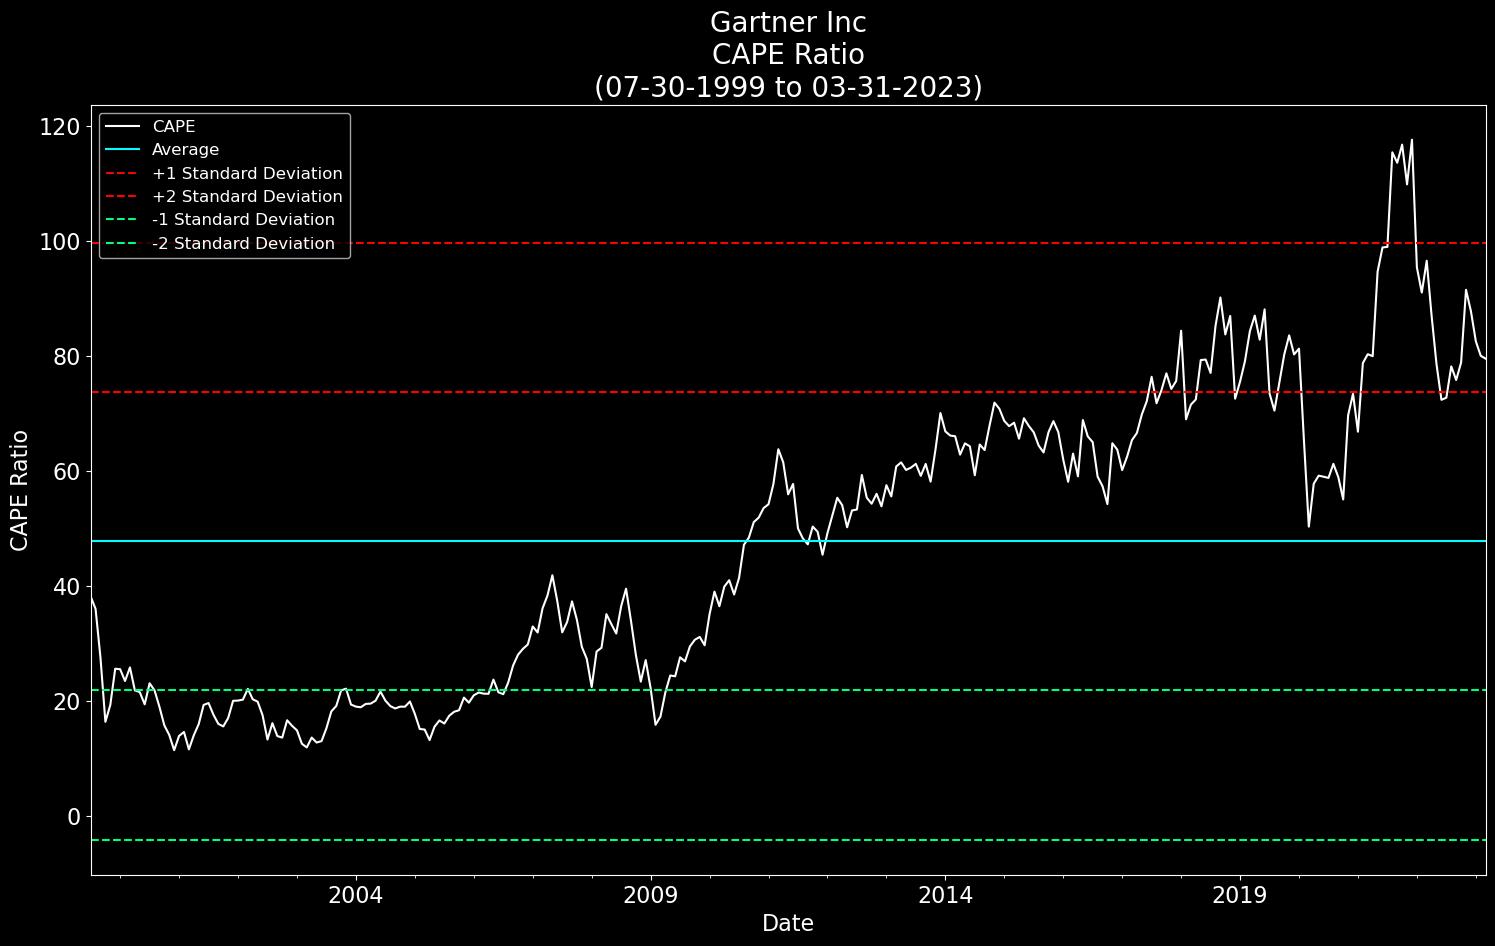 Gartner Inc
CAPE Ratio
(07-30-1999 to 03-31-2023)
CAPE
Average
+1 Standard Deviation
+2 Standard Deviation
-1 Standard Deviation
-2 Standard Deviation
120
100
80
60
40
20
0
CAPE Ratio
2004 2009 2014 2019
Date